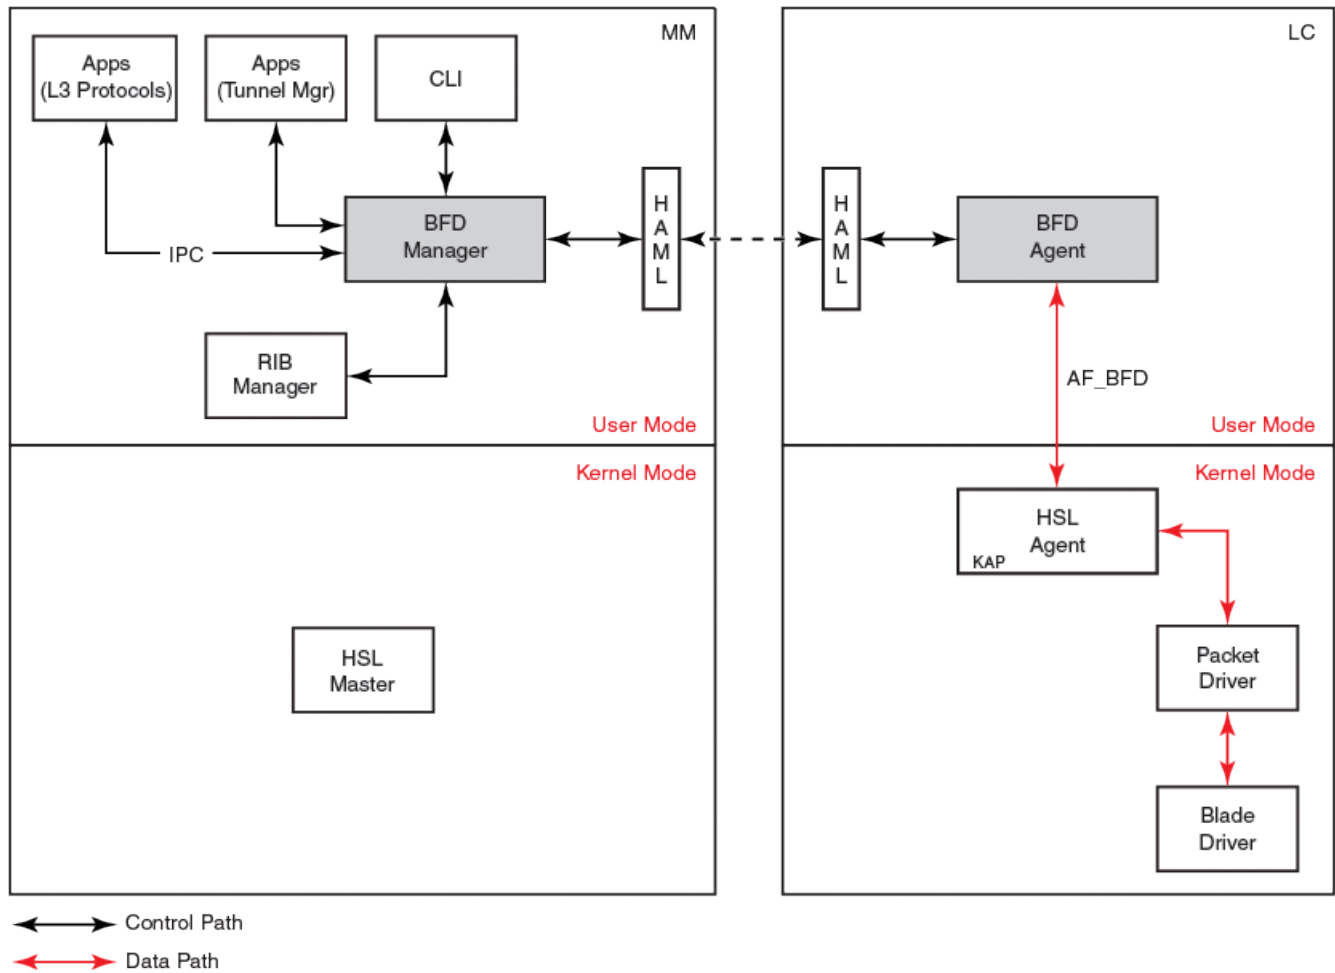 MM
Apps
(L3 Protocols)
Apps
(Tunnel Mgr)
CLI
BFD
Manager
IPC
H
A
M
L
RIB
Manager
User Mode
Kernel Mode
HSL
Master
LC
H
A
M
L
BFD
Agent
AF_BFD
User Mode
Kernel Mode
HSL
Agent
KAP
Packet
Driver
Blade
Driver
Control Path
Data Path